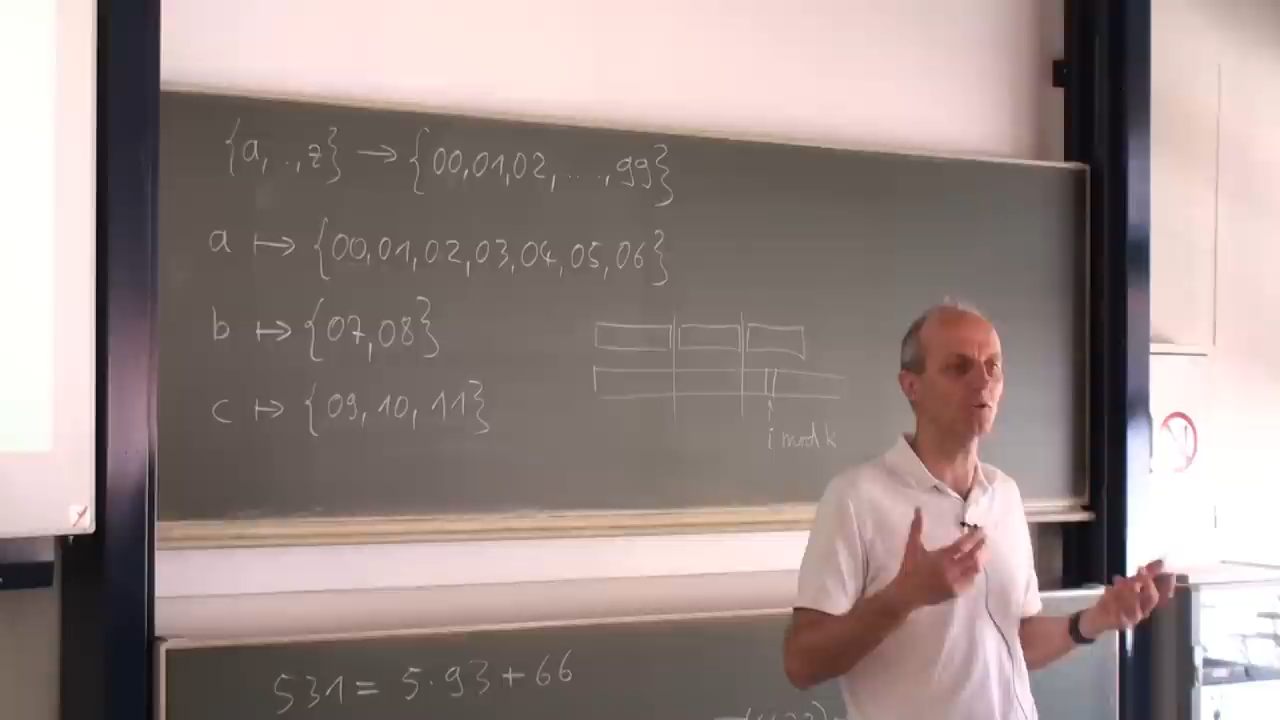 {a,..,z} → {00,01,02,....,99}
a ↦ {00,01,02,03,04,05,06}
b ↦ {07,08}
c ↦ {09,10,11}
i mod k
531 = 5·93+66